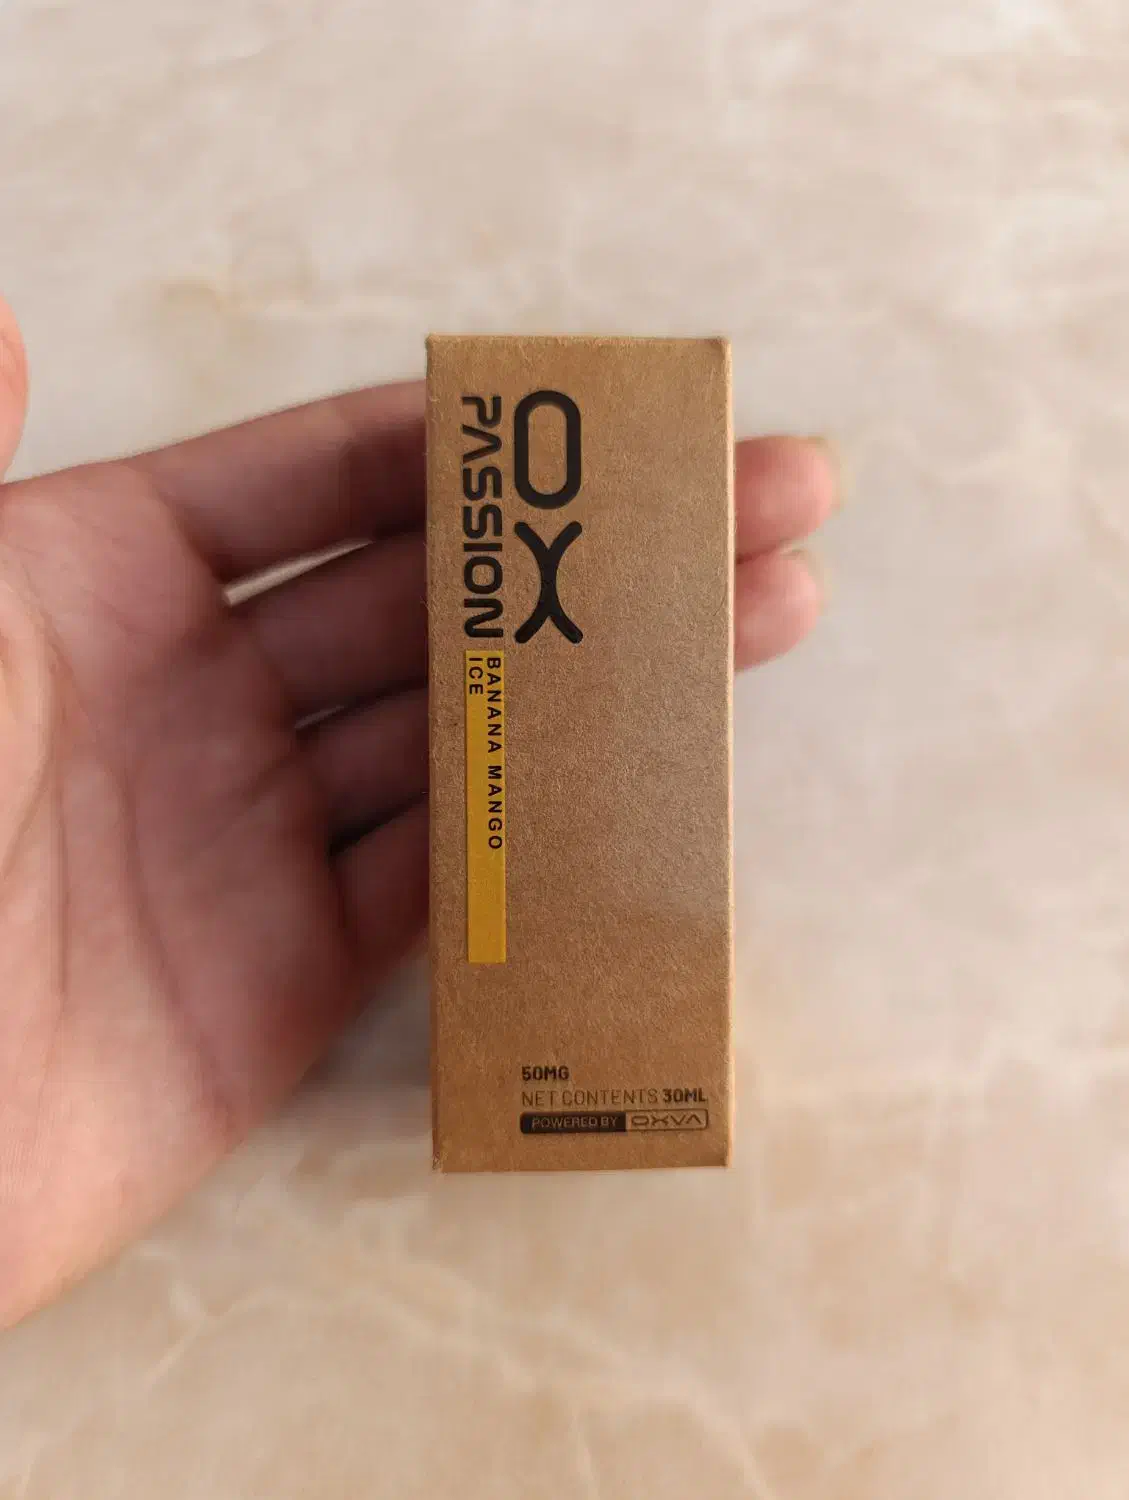 OX
PASSION
BANANA MANGO
ICE
50MG
NET CONTENTS 30ML
POWERED BY OXVA